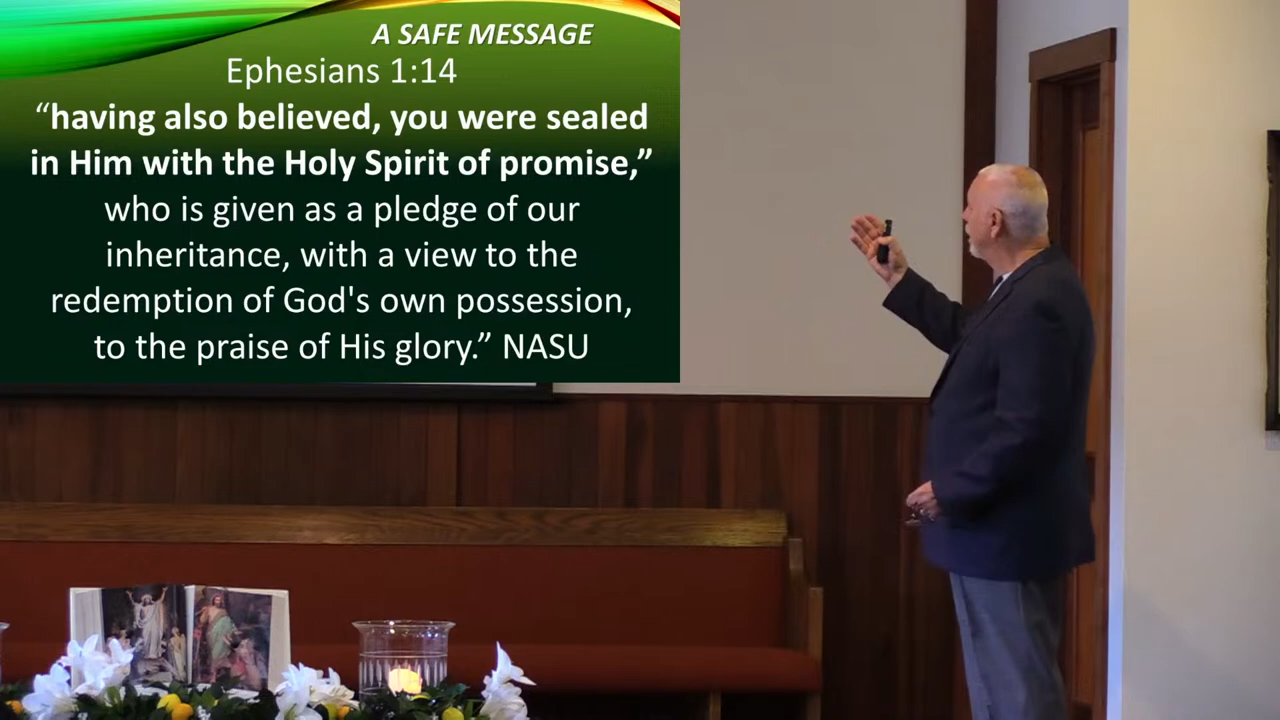 A SAFE MESSAGE
Ephesians 1:14
“having also believed, you were sealed
in Him with the Holy Spirit of promise,”
who is given as a pledge of our
inheritance, with a view to the
redemption of God's own possession,
to the praise of His glory.” NASU